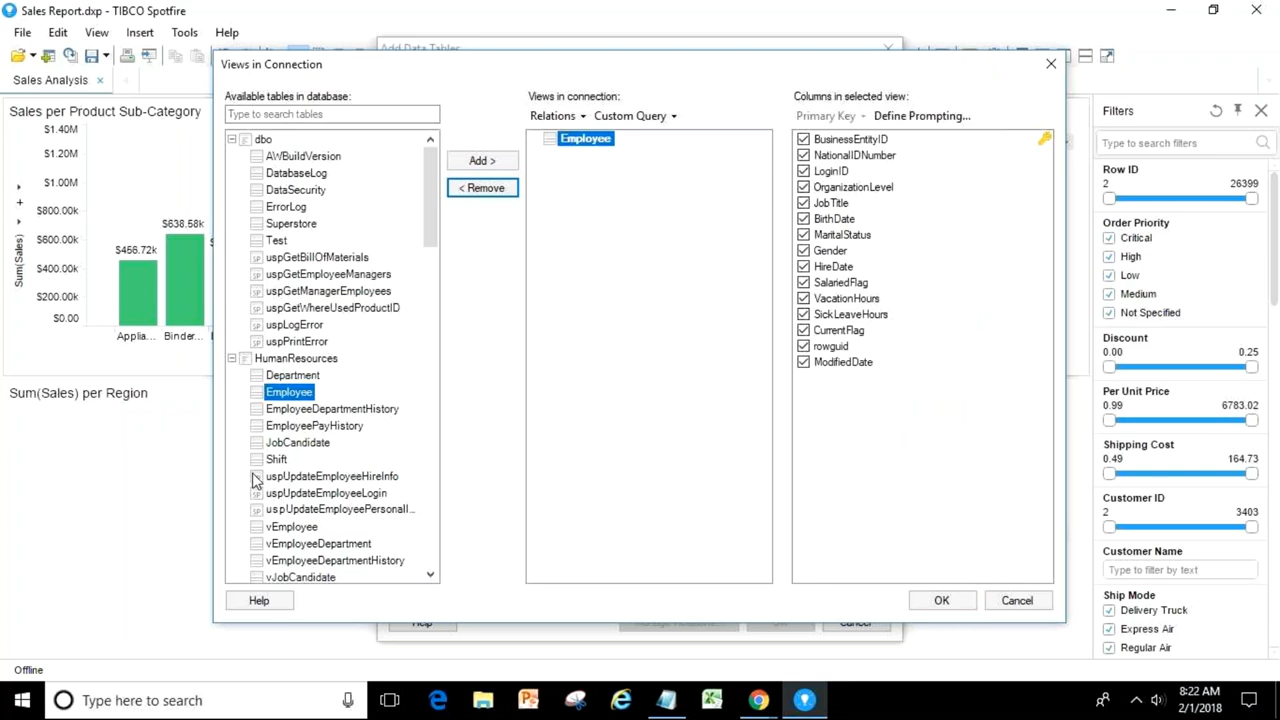 Sales Report.dxp - TIBCO Spotfire
File Edit View Insert Tools Help
Add Data Tables
Sales Analysis
Views in Connection
Available tables in database:
Type to search tables
dbo
AWBuildVersion
DatabaseLog
DataSecurity
ErrorLog
Superstore
Test
uspGetBillOfMaterials
uspGetEmployeeManagers
uspGetManagerEmployees
uspGetWhereUsedProductID
uspLogError
uspPrintError
HumanResources
Department
Employee
EmployeeDepartmentHistory
EmployeePayHistory
JobCandidate
Shift
uspUpdateEmployeeHireInfo
uspUpdateEmployeeLogin
uspUpdateEmployeePersonalI...
vEmployee
vEmployeeDepartment
vEmployeeDepartmentHistory
vJobCandidate
Add >
< Remove
Views in connection:
Relations Custom Query
Employee
Columns in selected view:
Primary Key Define Prompting...
BusinessEntityID
NationalIDNumber
LoginID
OrganizationLevel
JobTitle
BirthDate
MaritalStatus
Gender
HireDate
SalariedFlag
VacationHours
SickLeaveHours
CurrentFlag
rowguid
ModifiedDate
Help
OK
Cancel
Help
Cancel
Sales per Product Sub-Category
$1.40M
$1.20M
$1.00M
$800.00k
$600.00k
$400.00k
$200.00k
$0.00
Sum(Sales)
$456.72k
$638.58k
Applia...
Binder...
Sum(Sales) per Region
Filters
Type to search filters
Row ID
2 26399
Order Priority
Critical
High
Low
Medium
Not Specified
Discount
0.00 0.25
Per Unit Price
0.99 6783.02
Shipping Cost
0.49 164.73
Customer ID
2 3403
Customer Name
Type to filter by text
Ship Mode
Delivery Truck
Express Air
Regular Air
Offline
Type here to search
8:22 AM
2/1/2018